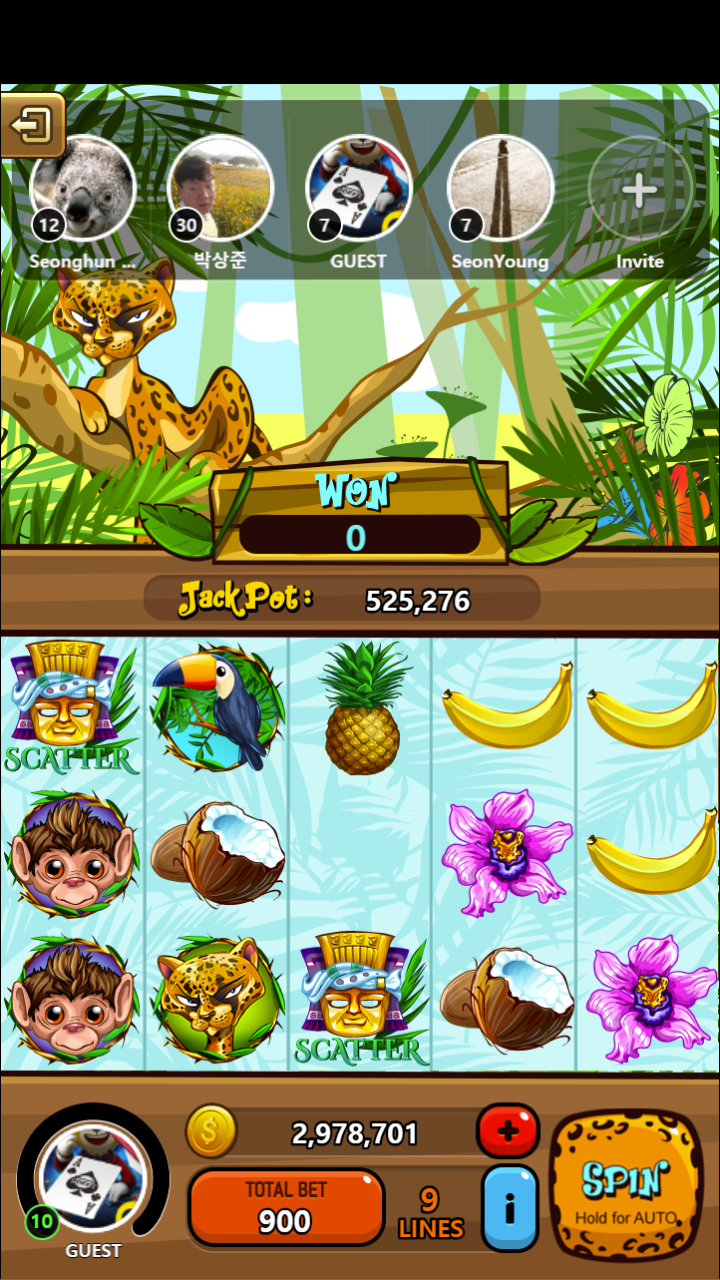 12
30
7
7
Seonghun ...
박상준
GUEST
SeonYoung
Invite
WON
0
JackPot:
525,276
SCATTER
SCATTER
2,978,701
TOTAL BET
900
9
LINES
i
SPIN
Hold for AUTO
10
GUEST